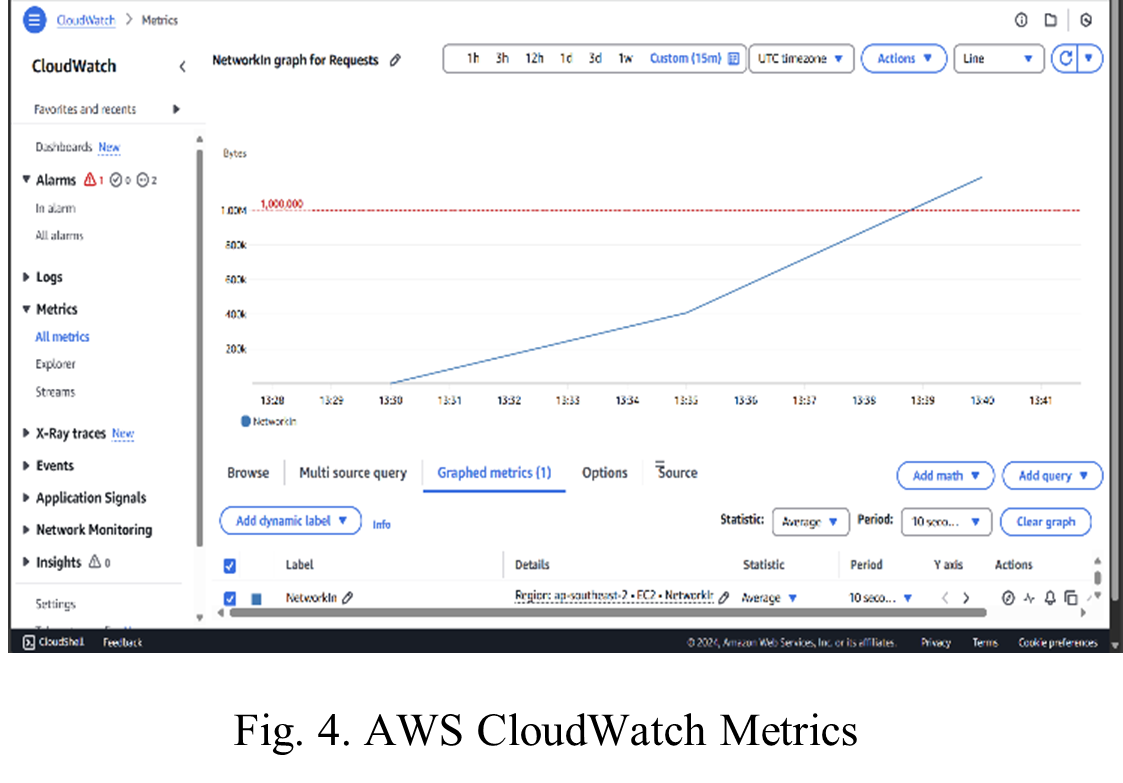 CloudWatch > Metrics
CloudWatch
Favorites and recents
Dashboards New
Alarms 1 0 2
In alarm
All alarms
Logs
Metrics
All metrics
Explorer
Streams
X-Ray traces New
Events
Application Signals
Network Monitoring
Insights 0
Settings
NetworkIn graph for Requests
1h 3h 12h 1d 3d 1w Custom (15m) UTC timezone Actions Line
Bytes
1,000,000
1.00M
800k
600k
400k
200k
13:28 13:29 13:30 13:31 13:32 13:33 13:34 13:35 13:36 13:37 13:38 13:39 13:40 13:41
NetworkIn
Browse Multi source query Graphed metrics (1) Options Source Add math Add query
Add dynamic label Info Statistic: Average Period: 10 seco... Clear graph
Label Details Statistic Period Y axis Actions
NetworkIn Region: ap-southeast-2 • EC2 • NetworkIn Average 10 seco...
CloudShell Feedback © 2024, Amazon Web Services, Inc. or its affiliates. Privacy Terms Cookie preferences
Fig. 4. AWS CloudWatch Metrics